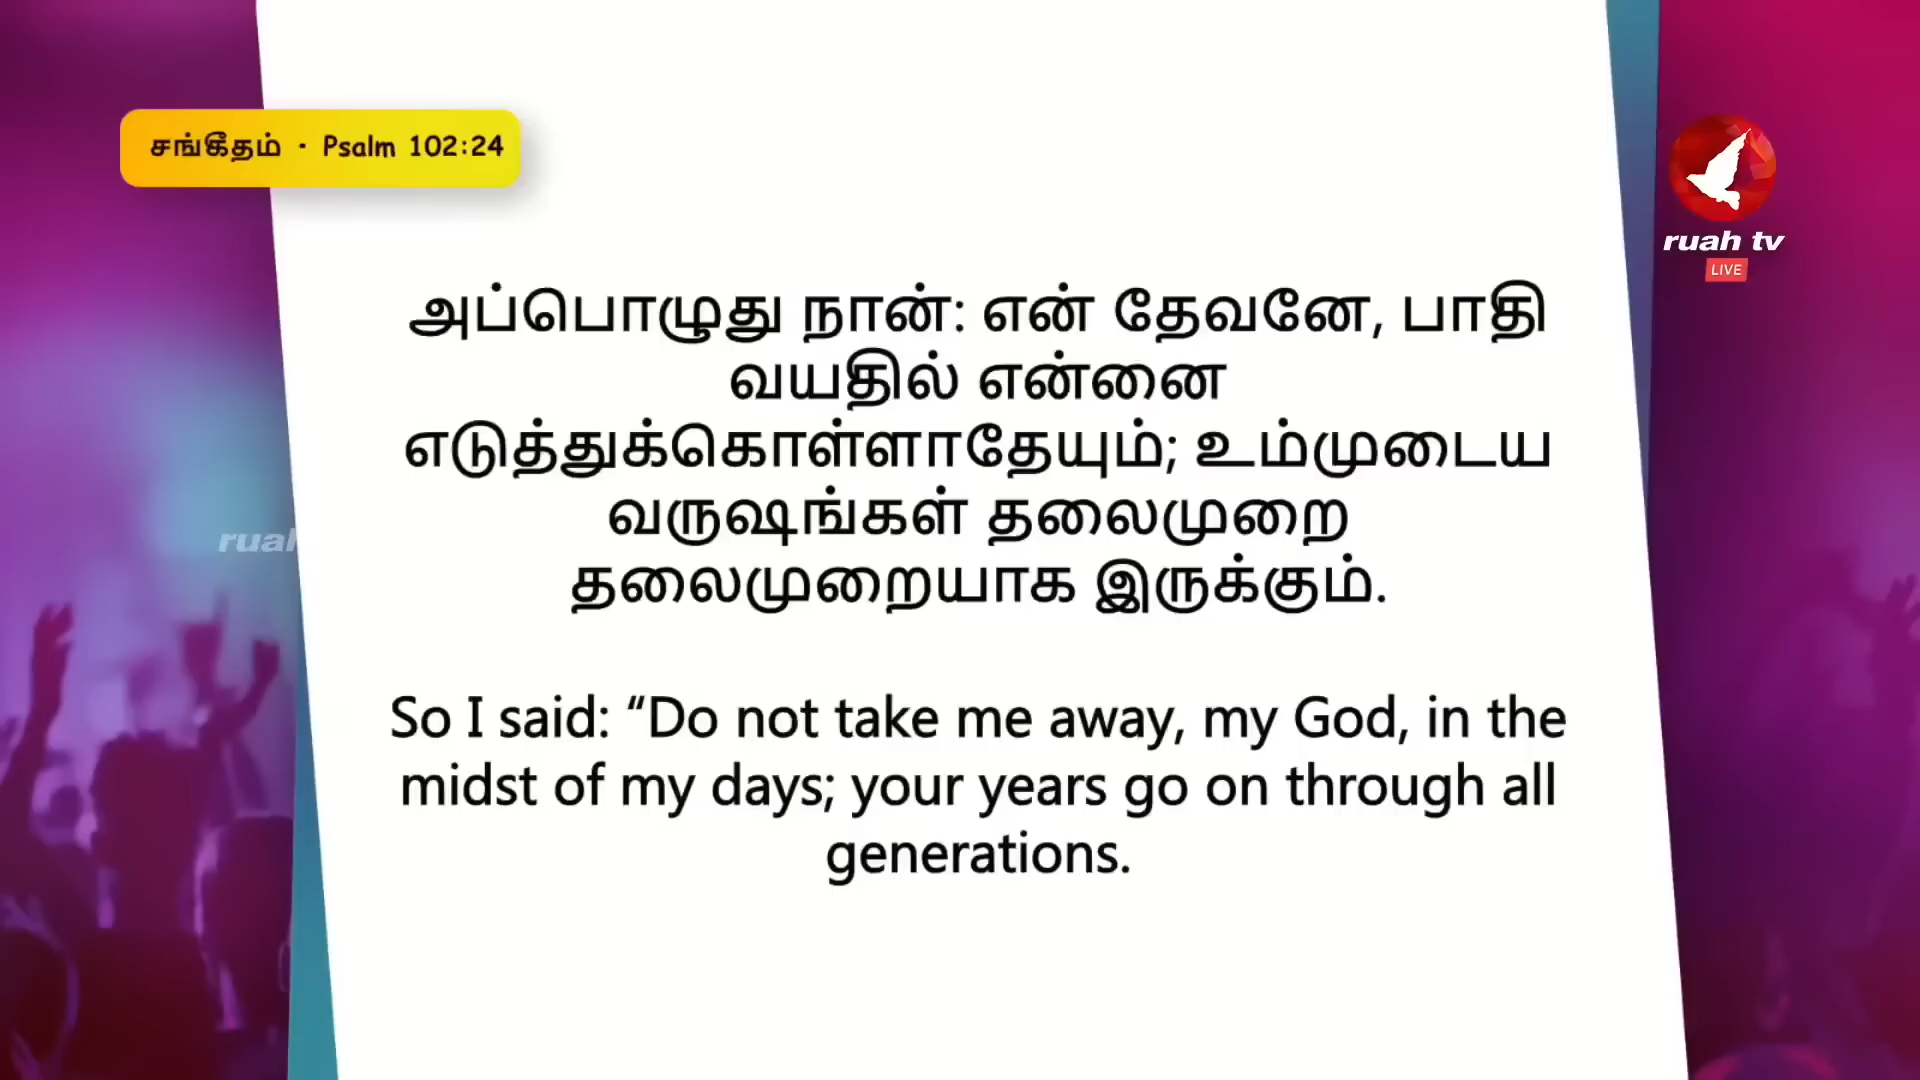 சங்கீதம் · Psalm 102:24
ruah tv
LIVE
அப்பொழுது நான்: என் தேவனே, பாதி
வயதில் என்னை
எடுத்துக்கொள்ளாதேயும்; உம்முடைய
வருஷங்கள் தலைமுறை
தலைமுறையாக இருக்கும்.
ruah
So I said: “Do not take me away, my God, in the
midst of my days; your years go on through all
generations.